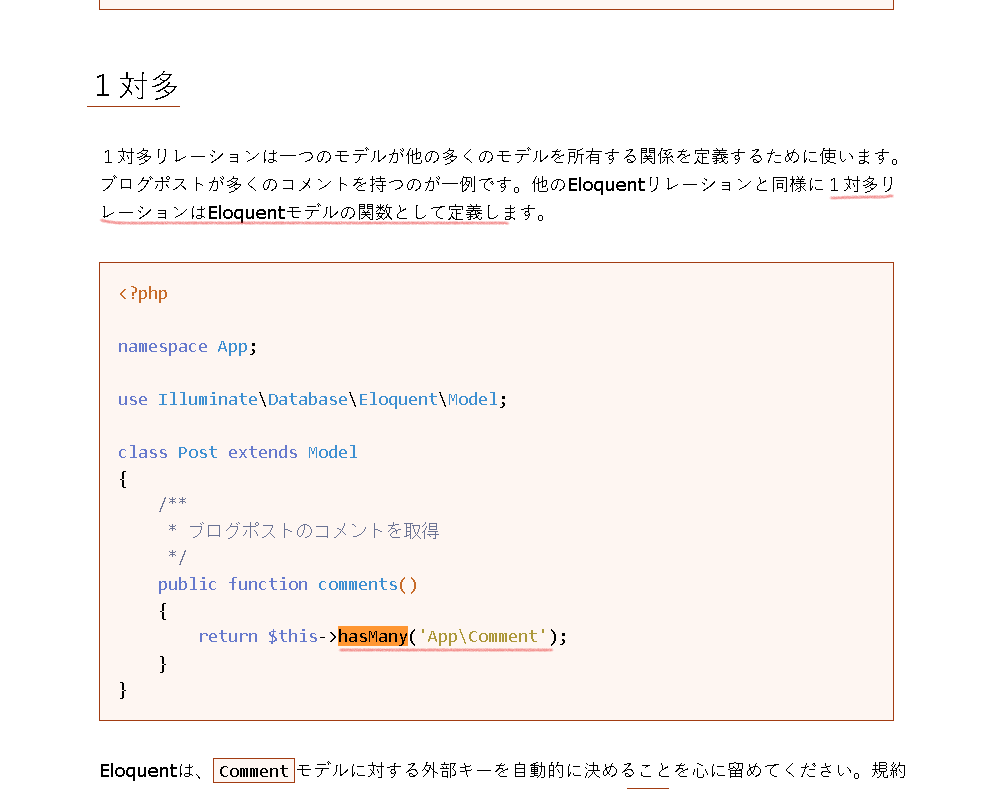 １対多
１対多リレーションは一つのモデルが他の多くのモデルを所有する関係を定義するために使います。
ブログポストが多くのコメントを持つのが一例です。他のEloquentリレーションと同様に１対多リ
レーションはEloquentモデルの関数として定義します。
<?php
namespace App;
use Illuminate\Database\Eloquent\Model;
class Post extends Model
{
/**
* ブログポストのコメントを取得
*/
public function comments()
{
return $this->hasMany('App\Comment');
}
}
Eloquentは、Commentモデルに対する外部キーを自動的に決めることを心に留めてください。規約